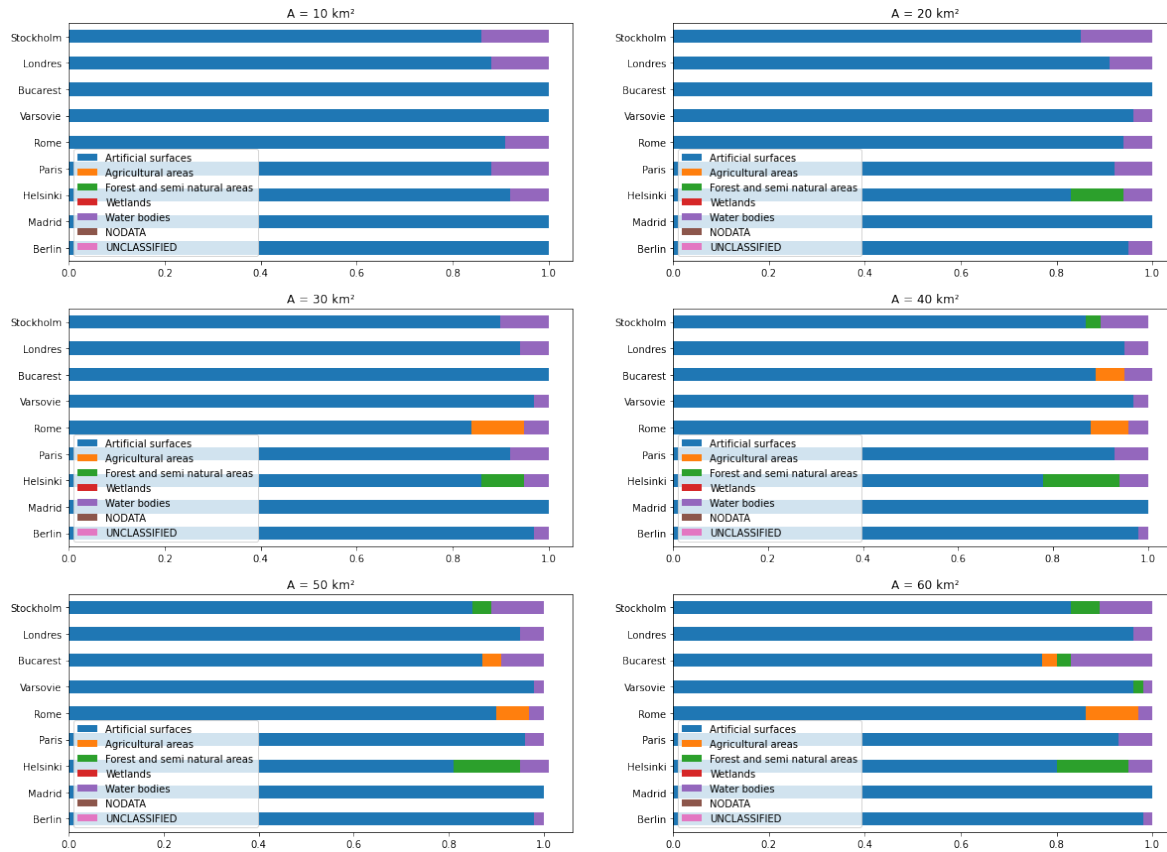 A = 10 km²
Stockholm
Londres
Bucarest
Varsovie
Rome
Paris
Helsinki
Madrid
Berlin
Artificial surfaces
Agricultural areas
Forest and semi natural areas
Wetlands
Water bodies
NODATA
UNCLASSIFIED
0.0 0.2 0.4 0.6 0.8 1.0
A = 20 km²
Stockholm
Londres
Bucarest
Varsovie
Rome
Paris
Helsinki
Madrid
Berlin
Artificial surfaces
Agricultural areas
Forest and semi natural areas
Wetlands
Water bodies
NODATA
UNCLASSIFIED
0.0 0.2 0.4 0.6 0.8 1.0
A = 30 km²
Stockholm
Londres
Bucarest
Varsovie
Rome
Paris
Helsinki
Madrid
Berlin
Artificial surfaces
Agricultural areas
Forest and semi natural areas
Wetlands
Water bodies
NODATA
UNCLASSIFIED
0.0 0.2 0.4 0.6 0.8 1.0
A = 40 km²
Stockholm
Londres
Bucarest
Varsovie
Rome
Paris
Helsinki
Madrid
Berlin
Artificial surfaces
Agricultural areas
Forest and semi natural areas
Wetlands
Water bodies
NODATA
UNCLASSIFIED
0.0 0.2 0.4 0.6 0.8 1.0
A = 50 km²
Stockholm
Londres
Bucarest
Varsovie
Rome
Paris
Helsinki
Madrid
Berlin
Artificial surfaces
Agricultural areas
Forest and semi natural areas
Wetlands
Water bodies
NODATA
UNCLASSIFIED
0.0 0.2 0.4 0.6 0.8 1.0
A = 60 km²
Stockholm
Londres
Bucarest
Varsovie
Rome
Paris
Helsinki
Madrid
Berlin
Artificial surfaces
Agricultural areas
Forest and semi natural areas
Wetlands
Water bodies
NODATA
UNCLASSIFIED
0.0 0.2 0.4 0.6 0.8 1.0